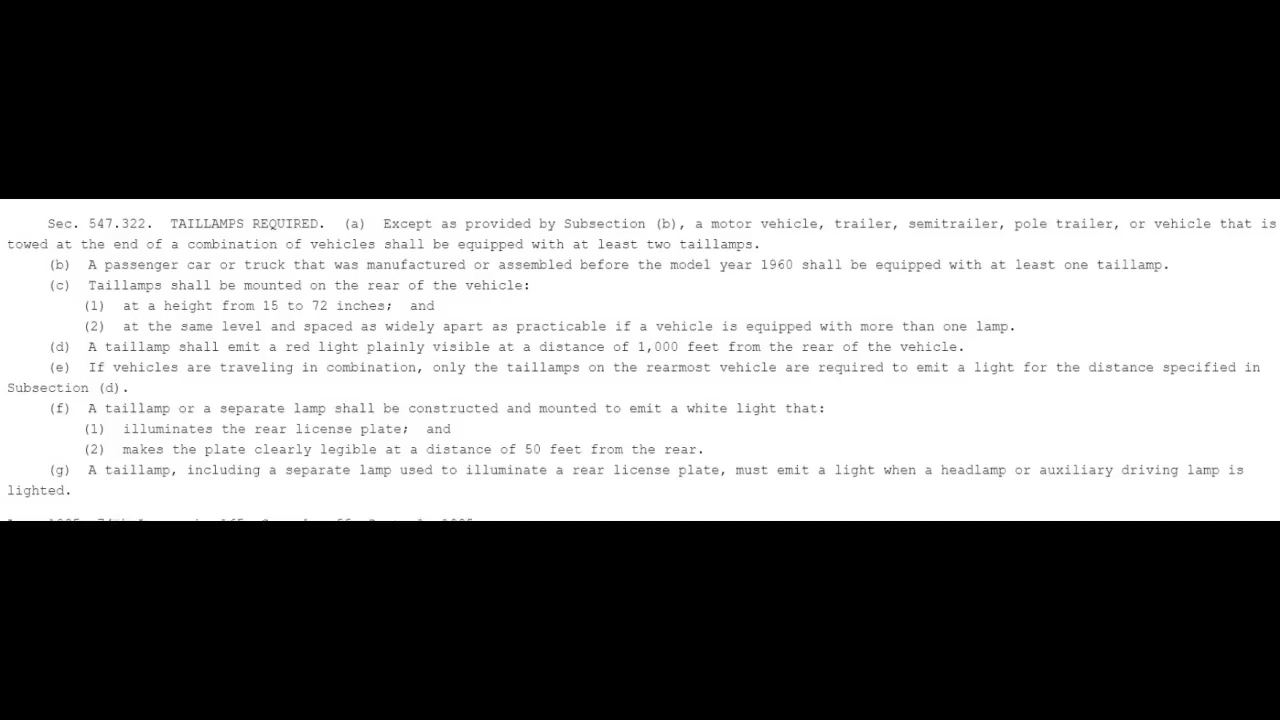 Sec. 547.322. TAILLAMPS REQUIRED. (a) Except as provided by Subsection (b), a motor vehicle, trailer, semitrailer, pole trailer, or vehicle that is
towed at the end of a combination of vehicles shall be equipped with at least two taillamps.
(b) A passenger car or truck that was manufactured or assembled before the model year 1960 shall be equipped with at least one taillamp.
(c) Taillamps shall be mounted on the rear of the vehicle:
(1) at a height from 15 to 72 inches; and
(2) at the same level and spaced as widely apart as practicable if a vehicle is equipped with more than one lamp.
(d) A taillamp shall emit a red light plainly visible at a distance of 1,000 feet from the rear of the vehicle.
(e) If vehicles are traveling in combination, only the taillamps on the rearmost vehicle are required to emit a light for the distance specified in
Subsection (d).
(f) A taillamp or a separate lamp shall be constructed and mounted to emit a white light that:
(1) illuminates the rear license plate; and
(2) makes the plate clearly legible at a distance of 50 feet from the rear.
(g) A taillamp, including a separate lamp used to illuminate a rear license plate, must emit a light when a headlamp or auxiliary driving lamp is
lighted.